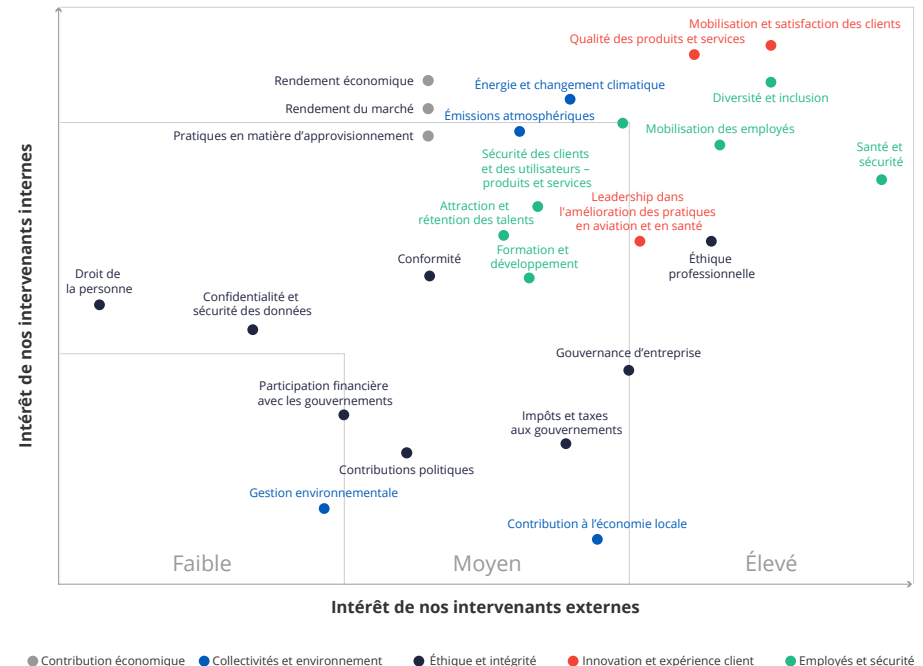 Mobilisation et satisfaction des clients
Qualité des produits et services
Rendement économique
Énergie et changement climatique
Diversité et inclusion
Rendement du marché
Émissions atmosphériques
Pratiques en matière d'approvisionnement
Mobilisation des employés
Santé et
sécurité
Sécurité des clients
et des utilisateurs –
produits et services
Leadership dans
l'amélioration des pratiques
en aviation et en santé
Attraction et
rétention des talents
Formation et
développement
Conformité
Éthique
professionnelle
Droit de
la personne
Confidentialité et
sécurité des données
Gouvernance d'entreprise
Participation financière
avec les gouvernements
Impôts et taxes
aux gouvernements
Contributions politiques
Gestion environnementale
Contribution à l'économie locale
Faible
Moyen
Élevé
Intérêt de nos intervenants internes
Intérêt de nos intervenants externes
Contribution économique
Collectivités et environnement
Éthique et intégrité
Innovation et expérience client
Employés et sécurité